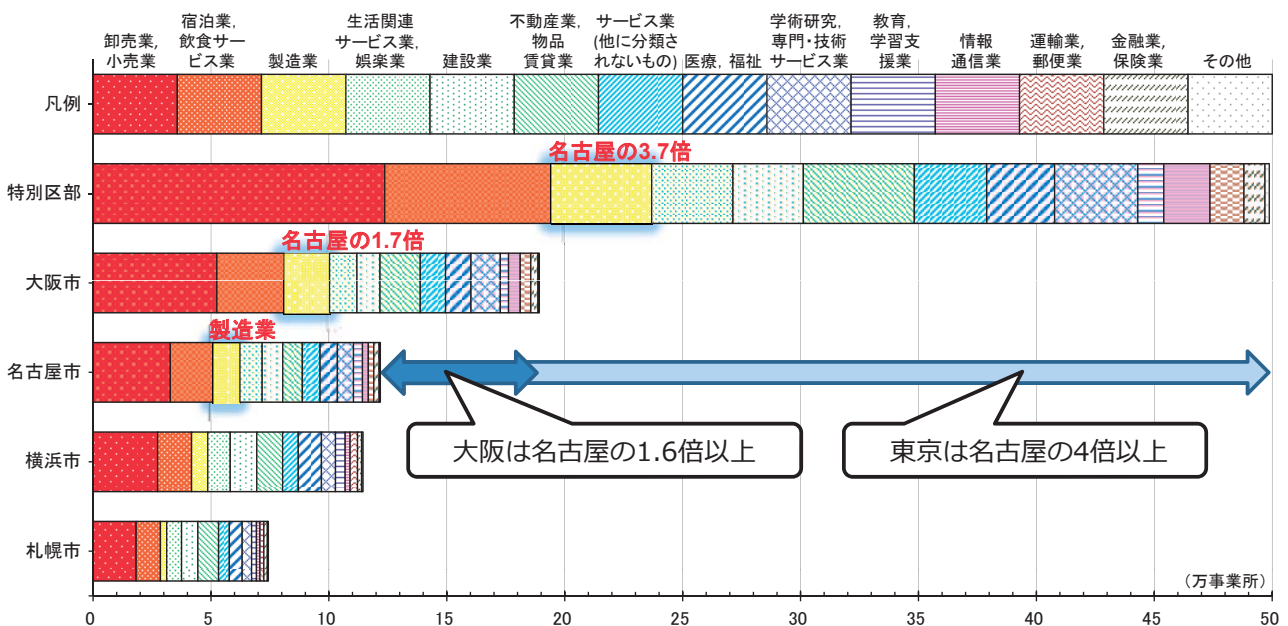 卸売業,
小売業
宿泊業,
飲食サー
ビス業
製造業
生活関連
サービス業,
娯楽業
建設業
不動産業,
物品
賃貸業
サービス業
(他に分類さ
れないもの)
医療, 福祉
学術研究,
専門・技術
サービス業
教育,
学習支
援業
情報
通信業
運輸業,
郵便業
金融業,
保険業
その他
凡例
名古屋の3.7倍
特別区部
名古屋の1.7倍
大阪市
製造業
名古屋市
大阪は名古屋の1.6倍以上
東京は名古屋の4倍以上
横浜市
札幌市
(万事業所)
0 5 10 15 20 25 30 35 40 45 50